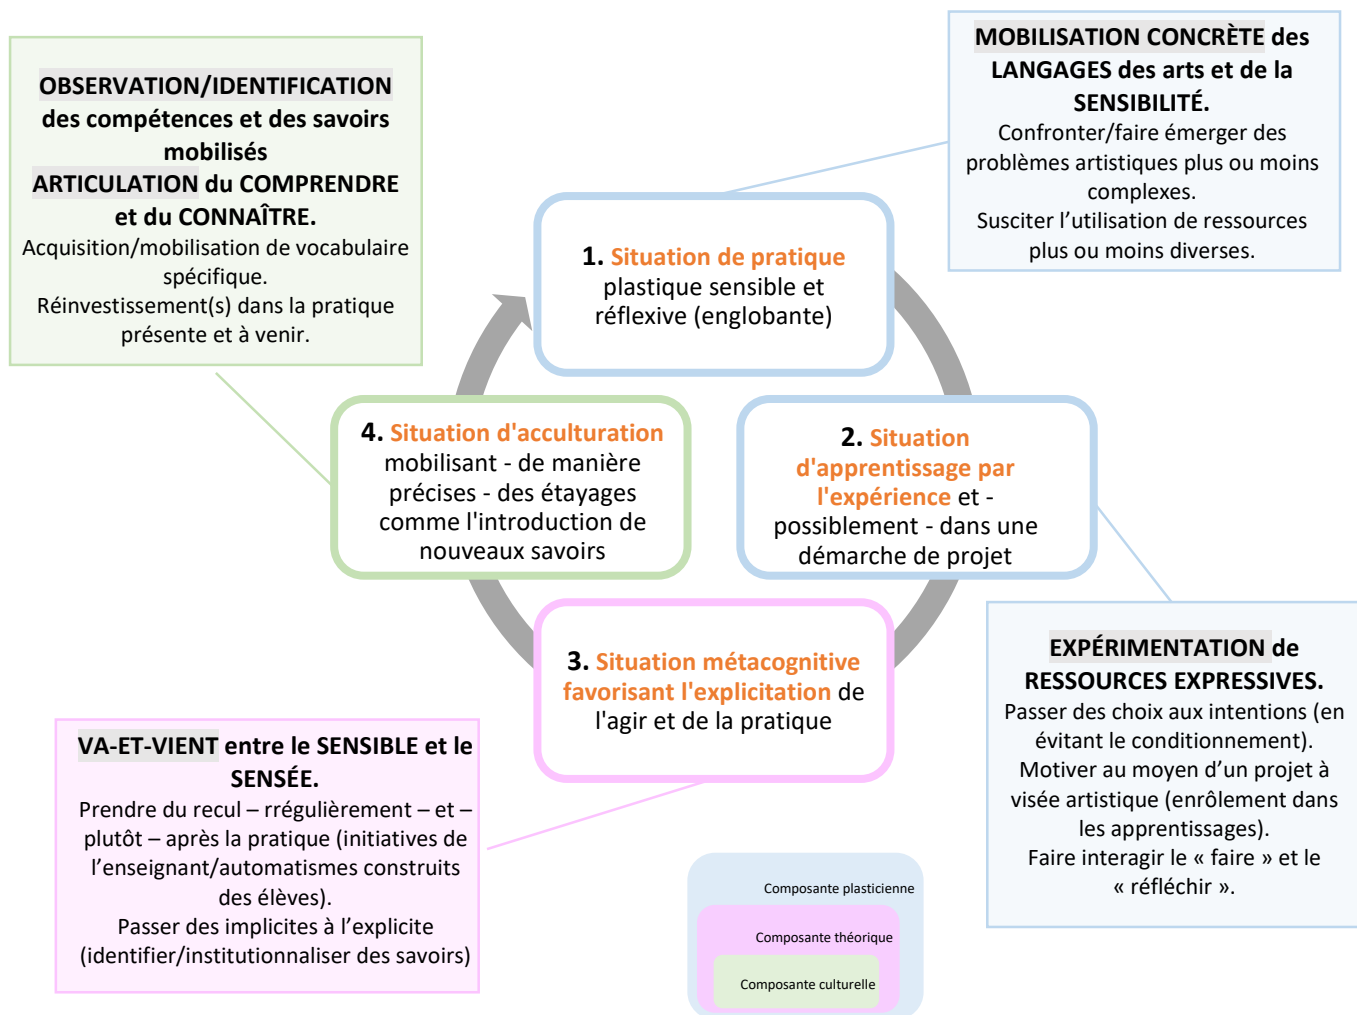 OBSERVATION/IDENTIFICATION
des compétences et des savoirs
mobilisés
ARTICULATION du COMPRENDRE
et du CONNAÎTRE.
Acquisition/mobilisation de vocabulaire
spécifique.
Réinvestissement(s) dans la pratique
présente et à venir.
MOBILISATION CONCRÈTE des
LANGAGES des arts et de la
SENSIBILITÉ.
Confronter/faire émerger des
problèmes artistiques plus ou moins
complexes.
Susciter l’utilisation de ressources
plus ou moins diverses.
1. Situation de pratique
plastique sensible et
réflexive (englobante)
2. Situation
d'apprentissage par
l'expérience et -
possiblement - dans une
démarche de projet
EXPÉRIMENTATION de
RESSOURCES EXPRESSIVES.
Passer des choix aux intentions (en
évitant le conditionnement).
Motiver au moyen d’un projet à
visée artistique (enrôlement dans
les apprentissages).
Faire interagir le « faire » et le
« réfléchir ».
3. Situation métacognitive
favorisant l'explicitation de
l'agir et de la pratique
VA-ET-VIENT entre le SENSIBLE et le
SENSÉE.
Prendre du recul – rrégulièrement – et –
plutôt – après la pratique (initiatives de
l’enseignant/automatismes construits
des élèves).
Passer des implicites à l’explicite
(identifier/institutionnaliser des savoirs)
4. Situation d'acculturation
mobilisant - de manière
précises - des étayages
comme l'introduction de
nouveaux savoirs
Composante plasticienne
Composante théorique
Composante culturelle